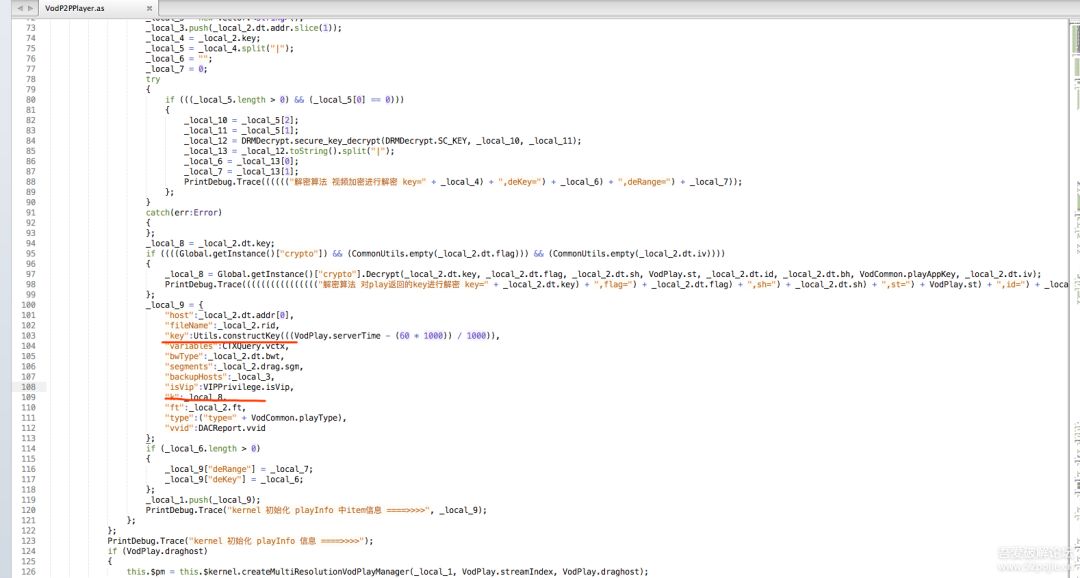 VodP2PPlayer.as
73 _local_3.push(_local_2.dt.addr.slice(1));
74 _local_4 = _local_2.key;
75 _local_5 = _local_4.split("|");
76 _local_6 = "";
77 _local_7 = 0;
78 try
79 {
80 if (((_local_5.length > 0) && (_local_5[0] == 0)))
81 {
82 _local_10 = _local_5[2];
83 _local_11 = _local_5[1];
84 _local_12 = DRMDecrypt.secure_key_decrypt(DRMDecrypt.SC_KEY, _local_10, _local_11);
85 _local_13 = _local_12.toString().split("|");
86 _local_6 = _local_13[0];
87 _local_7 = _local_13[1];
88 PrintDebug.Trace(((((("解密算法 视频加密进行解密 key=" + _local_4) + ",deKey=") + _local_6) + ",deRange=") + _local_7));
89 };
90 }
91 catch(err:Error)
92 {
93 };
94 _local_8 = _local_2.dt.key;
95 if ((((Global.getInstance()["crypto"]) && (CommonUtils.empty(_local_2.dt.flag))) && (CommonUtils.empty(_local_2.dt.iv))))
96 {
97 _local_8 = Global.getInstance()["crypto"].Decrypt(_local_2.dt.key, _local_2.dt.flag, _local_2.dt.sh, VodPlay.st, _local_2.dt.id, _local_2.dt.bh, VodCommon.playAppKey, _local_2.dt.iv);
98 PrintDebug.Trace(((((((((((((((("解密算法 对play返回的key进行解密 key=" + _local_2.dt.key) + ",flag=") + _local_2.dt.flag) + ",sh=") + _local_2.dt.sh) + ",st=") + VodPlay.st) + ",id=") + _loca
99 };
100 _local_9 = {
101 "host":_local_2.dt.addr[0],
102 "fileName":_local_2.rid,
103 "key":Utils.constructKey(((VodPlay.serverTime - (60 * 1000)) / 1000)),
104 "variables":CTXQuery.vctx,
105 "bwType":_local_2.dt.bwt,
106 "segments":_local_2.drag.sgm,
107 "backupHosts":_local_3,
108 "isVip":VIPPrivilege.isVip,
109 "k":_local_8,
110 "ft":_local_2.ft,
111 "type":("type=" + VodCommon.playType),
112 "vvid":DACReport.vvid
113 };
114 if (_local_6.length > 0)
115 {
116 _local_9["deRange"] = _local_7;
117 _local_9["deKey"] = _local_6;
118 };
119 _local_1.push(_local_9);
120 PrintDebug.Trace("kernel 初始化 playInfo 中item信息 ====>>>>", _local_9);
121 };
122 };
123 PrintDebug.Trace("kernel 初始化 playInfo 信息 ====>>>>");
124 if (VodPlay.draghost)
125 {
126 this.$pm = this.$kernel.createMultiResolutionVodPlayManager(_local_1, VodPlay.streamIndex, VodPlay.draghost);
吾爱破解论坛
www.52pojie.cn